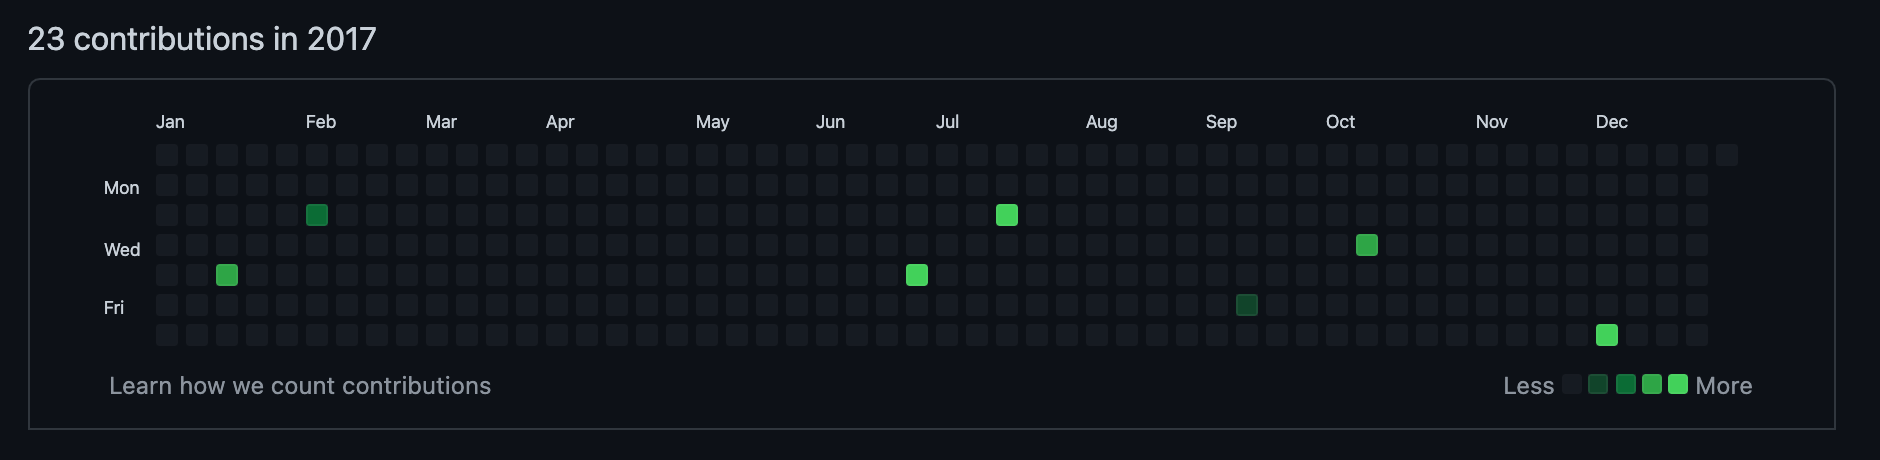 23 contributions in 2017
Jan Feb Mar Apr May Jun Jul Aug Sep Oct Nov Dec
Mon
Wed
Fri
Learn how we count contributions
Less More